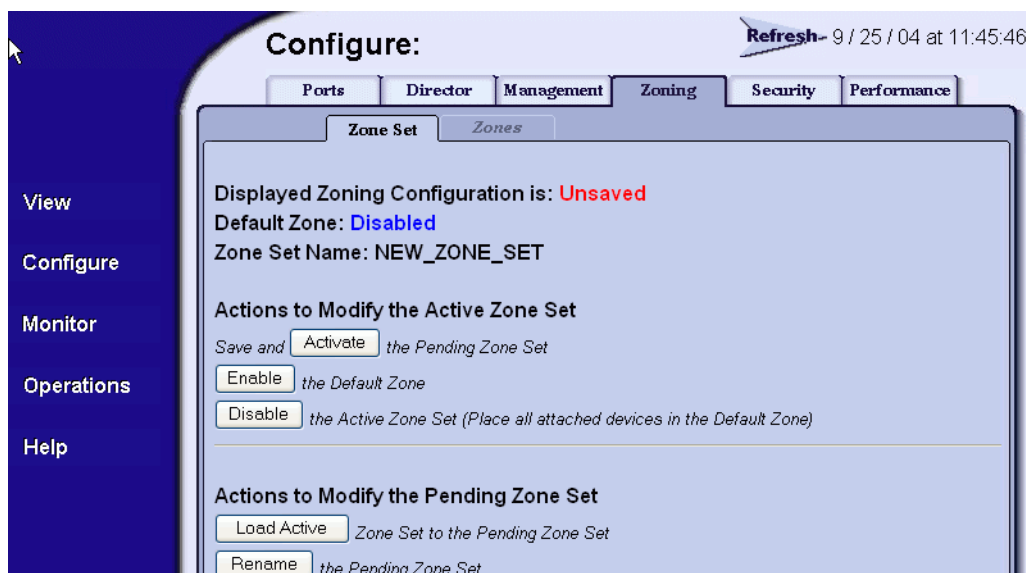 Configure:
Refresh- 9 / 25 / 04 at 11:45:46
Ports Director Management Zoning Security Performance
Zone Set Zones
View
Configure
Monitor
Operations
Help
Displayed Zoning Configuration is: Unsaved
Default Zone: Disabled
Zone Set Name: NEW_ZONE_SET
Actions to Modify the Active Zone Set
Save and Activate the Pending Zone Set
Enable the Default Zone
Disable the Active Zone Set (Place all attached devices in the Default Zone)
Actions to Modify the Pending Zone Set
Load Active Zone Set to the Pending Zone Set
Rename the Pending Zone Set